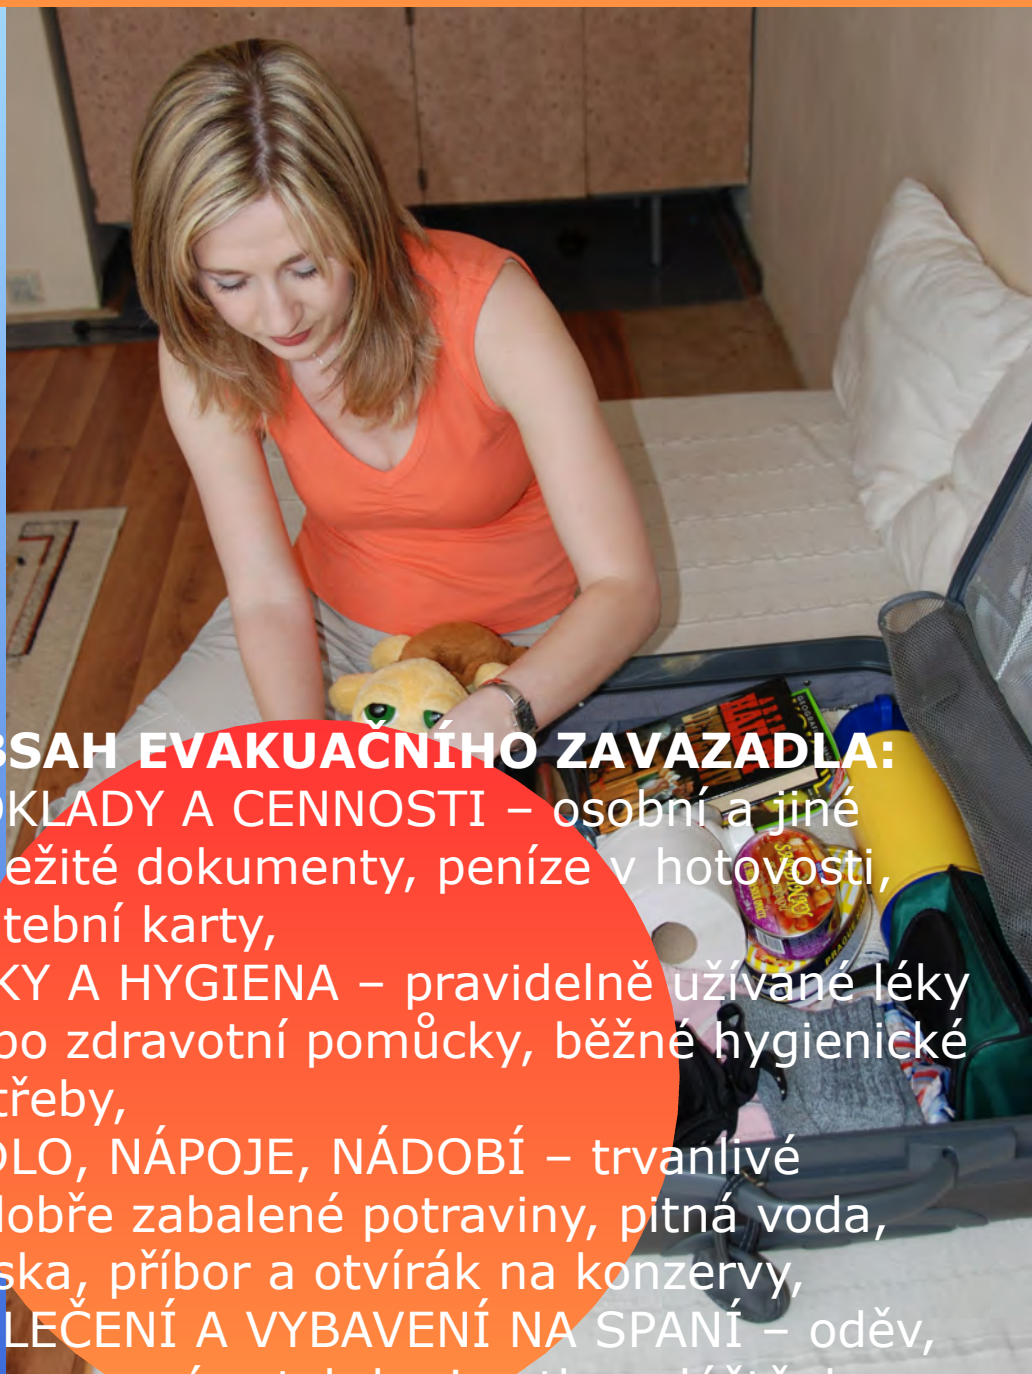 BSAH EVAKUAČNÍHO ZAVAZADLA:
OKLADY A CENNOSTI – osobní a jiné
ežité dokumenty, peníze v hotovosti,
tební karty,
KY A HYGIENA – pravidelně užívané léky
bo zdravotní pomůcky, běžné hygienické
třeby,
DLO, NÁPOJE, NÁDOBÍ – trvanlivé
dobře zabalené potraviny, pitná voda,
ska, příbor a otvírák na konzervy,
LEČENÍ A VYBAVENÍ NA SPANÍ – oděv,